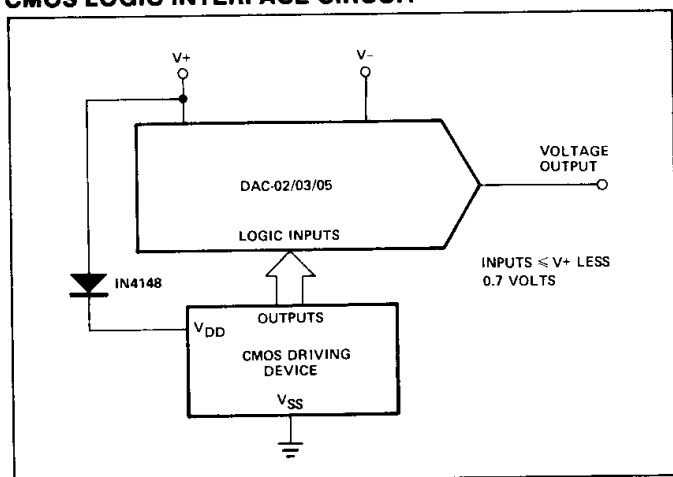 CMOS LOGIC INTERFACE CIRCUIT
V+
V-
DAC-02/03/05
VOLTAGE
OUTPUT
LOGIC INPUTS
INPUTS ≤ V+ LESS
0.7 VOLTS
IN4148
VDD
OUTPUTS
CMOS DRIVING
DEVICE
VSS